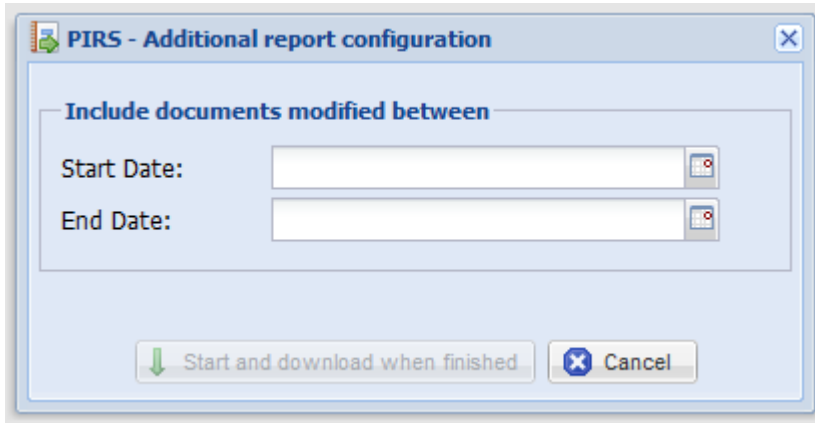 PIRS - Additional report configuration
Include documents modified between
Start Date:
End Date:
Start and download when finished
Cancel